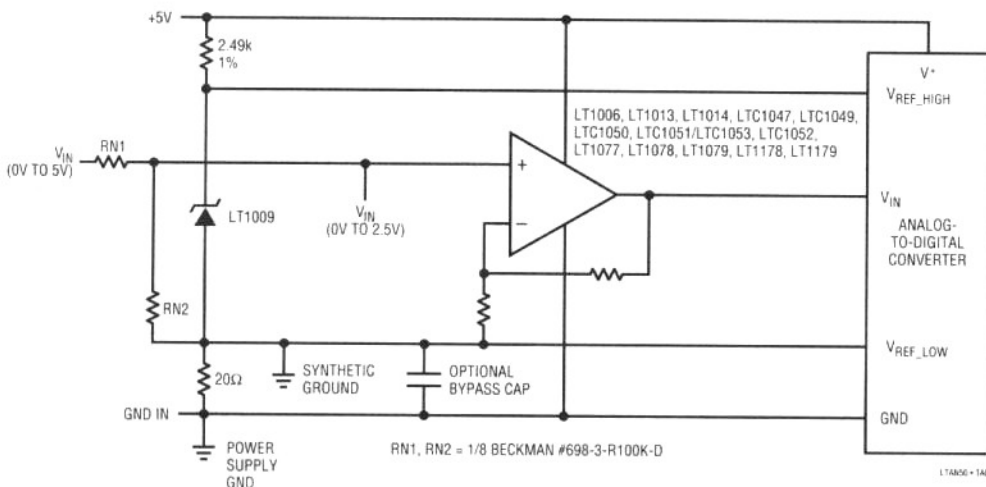 +5V
2.49k
1%
V*
VREF_HIGH
LT1006, LT1013, LT1014, LTC1047, LTC1049,
LTC1050, LTC1051/LTC1053, LTC1052,
LT1077, LT1078, LT1079, LT1178, LT1179
RN1
VIN
(0V TO 5V)
+
LT1009
VIN
(0V TO 2.5V)
VIN
–
ANALOG-
TO-DIGITAL
CONVERTER
RN2
VREF_LOW
20Ω
SYNTHETIC
GROUND
OPTIONAL
BYPASS CAP
GND IN
GND
POWER
SUPPLY
GND
RN1, RN2 = 1/8 BECKMAN #698-3-R100K-D